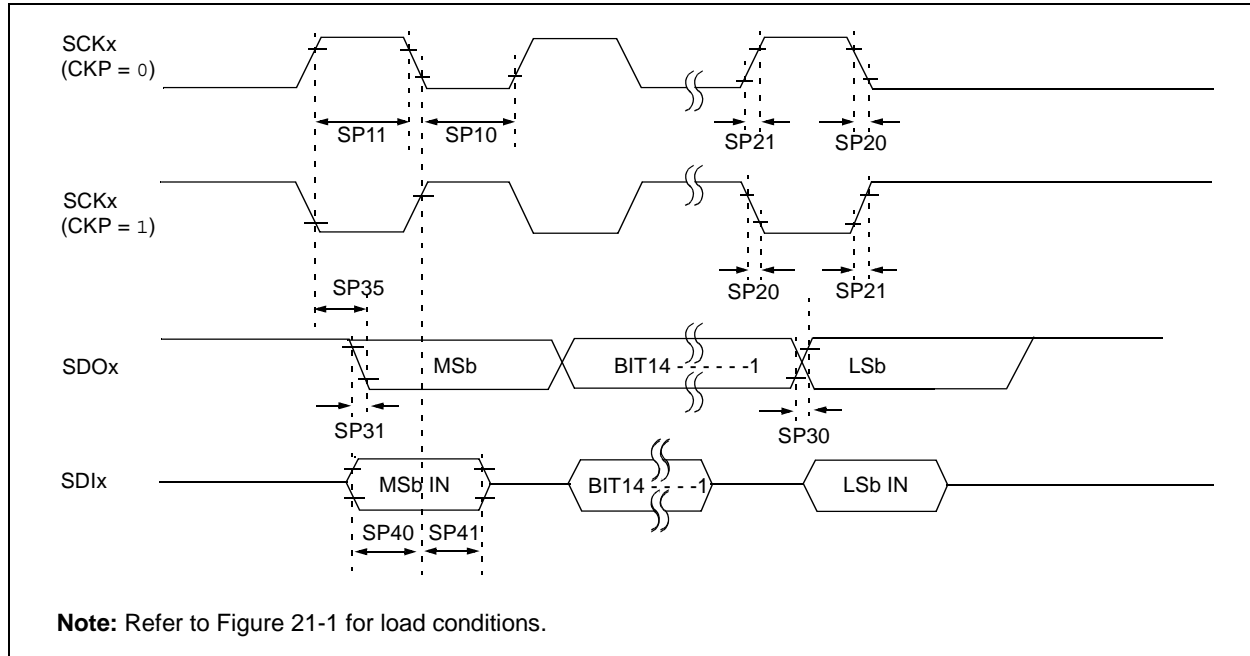 SCKx
(CKP = 0)
SP11
SP10
SP21
SP20
SCKx
(CKP = 1)
SP35
SP20
SP21
SDOx
MSb
BIT14 - - - - - -1
LSb
SP31
SP30
SDIx
MSb IN
BIT14 - - - -1
LSb IN
SP40
SP41
Note: Refer to Figure 21-1 for load conditions.